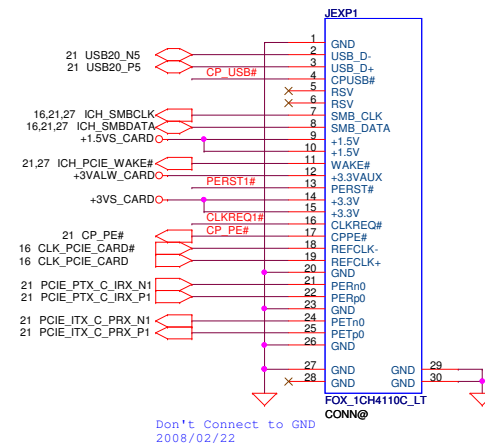 JEXP1
1 GND
21 USB20_N5 2 USB_D-
21 USB20_P5 3 USB_D+
CP_USB# 4 CPUSB#
5 RSV
6 RSV
16,21,27 ICH_SMBCLK 7 SMB_CLK
16,21,27 ICH_SMBDATA 8 SMB_DATA
+1.5VS_CARD 9 +1.5V
10 +1.5V
21,27 ICH_PCIE_WAKE# 11 WAKE#
+3VALW_CARD 12 +3.3VAUX
PERST1# 13 PERST#
+3VS_CARD 14 +3.3V
15 +3.3V
CLKREQ1# 16 CLKREQ#
21 CP_PE# CP_PE# 17 CPPE#
16 CLK_PCIE_CARD# 18 REFCLK-
16 CLK_PCIE_CARD 19 REFCLK+
20 GND
21 PCIE_PTX_C_IRX_N1 21 PERn0
21 PCIE_PTX_C_IRX_P1 22 PERp0
23 GND
21 PCIE_ITX_C_PRX_N1 24 PETn0
21 PCIE_ITX_C_PRX_P1 25 PETp0
26 GND
27 GND GND 29
28 GND GND 30
FOX_1CH4110C_LT
CONN@
Don't Connect to GND
2008/02/22